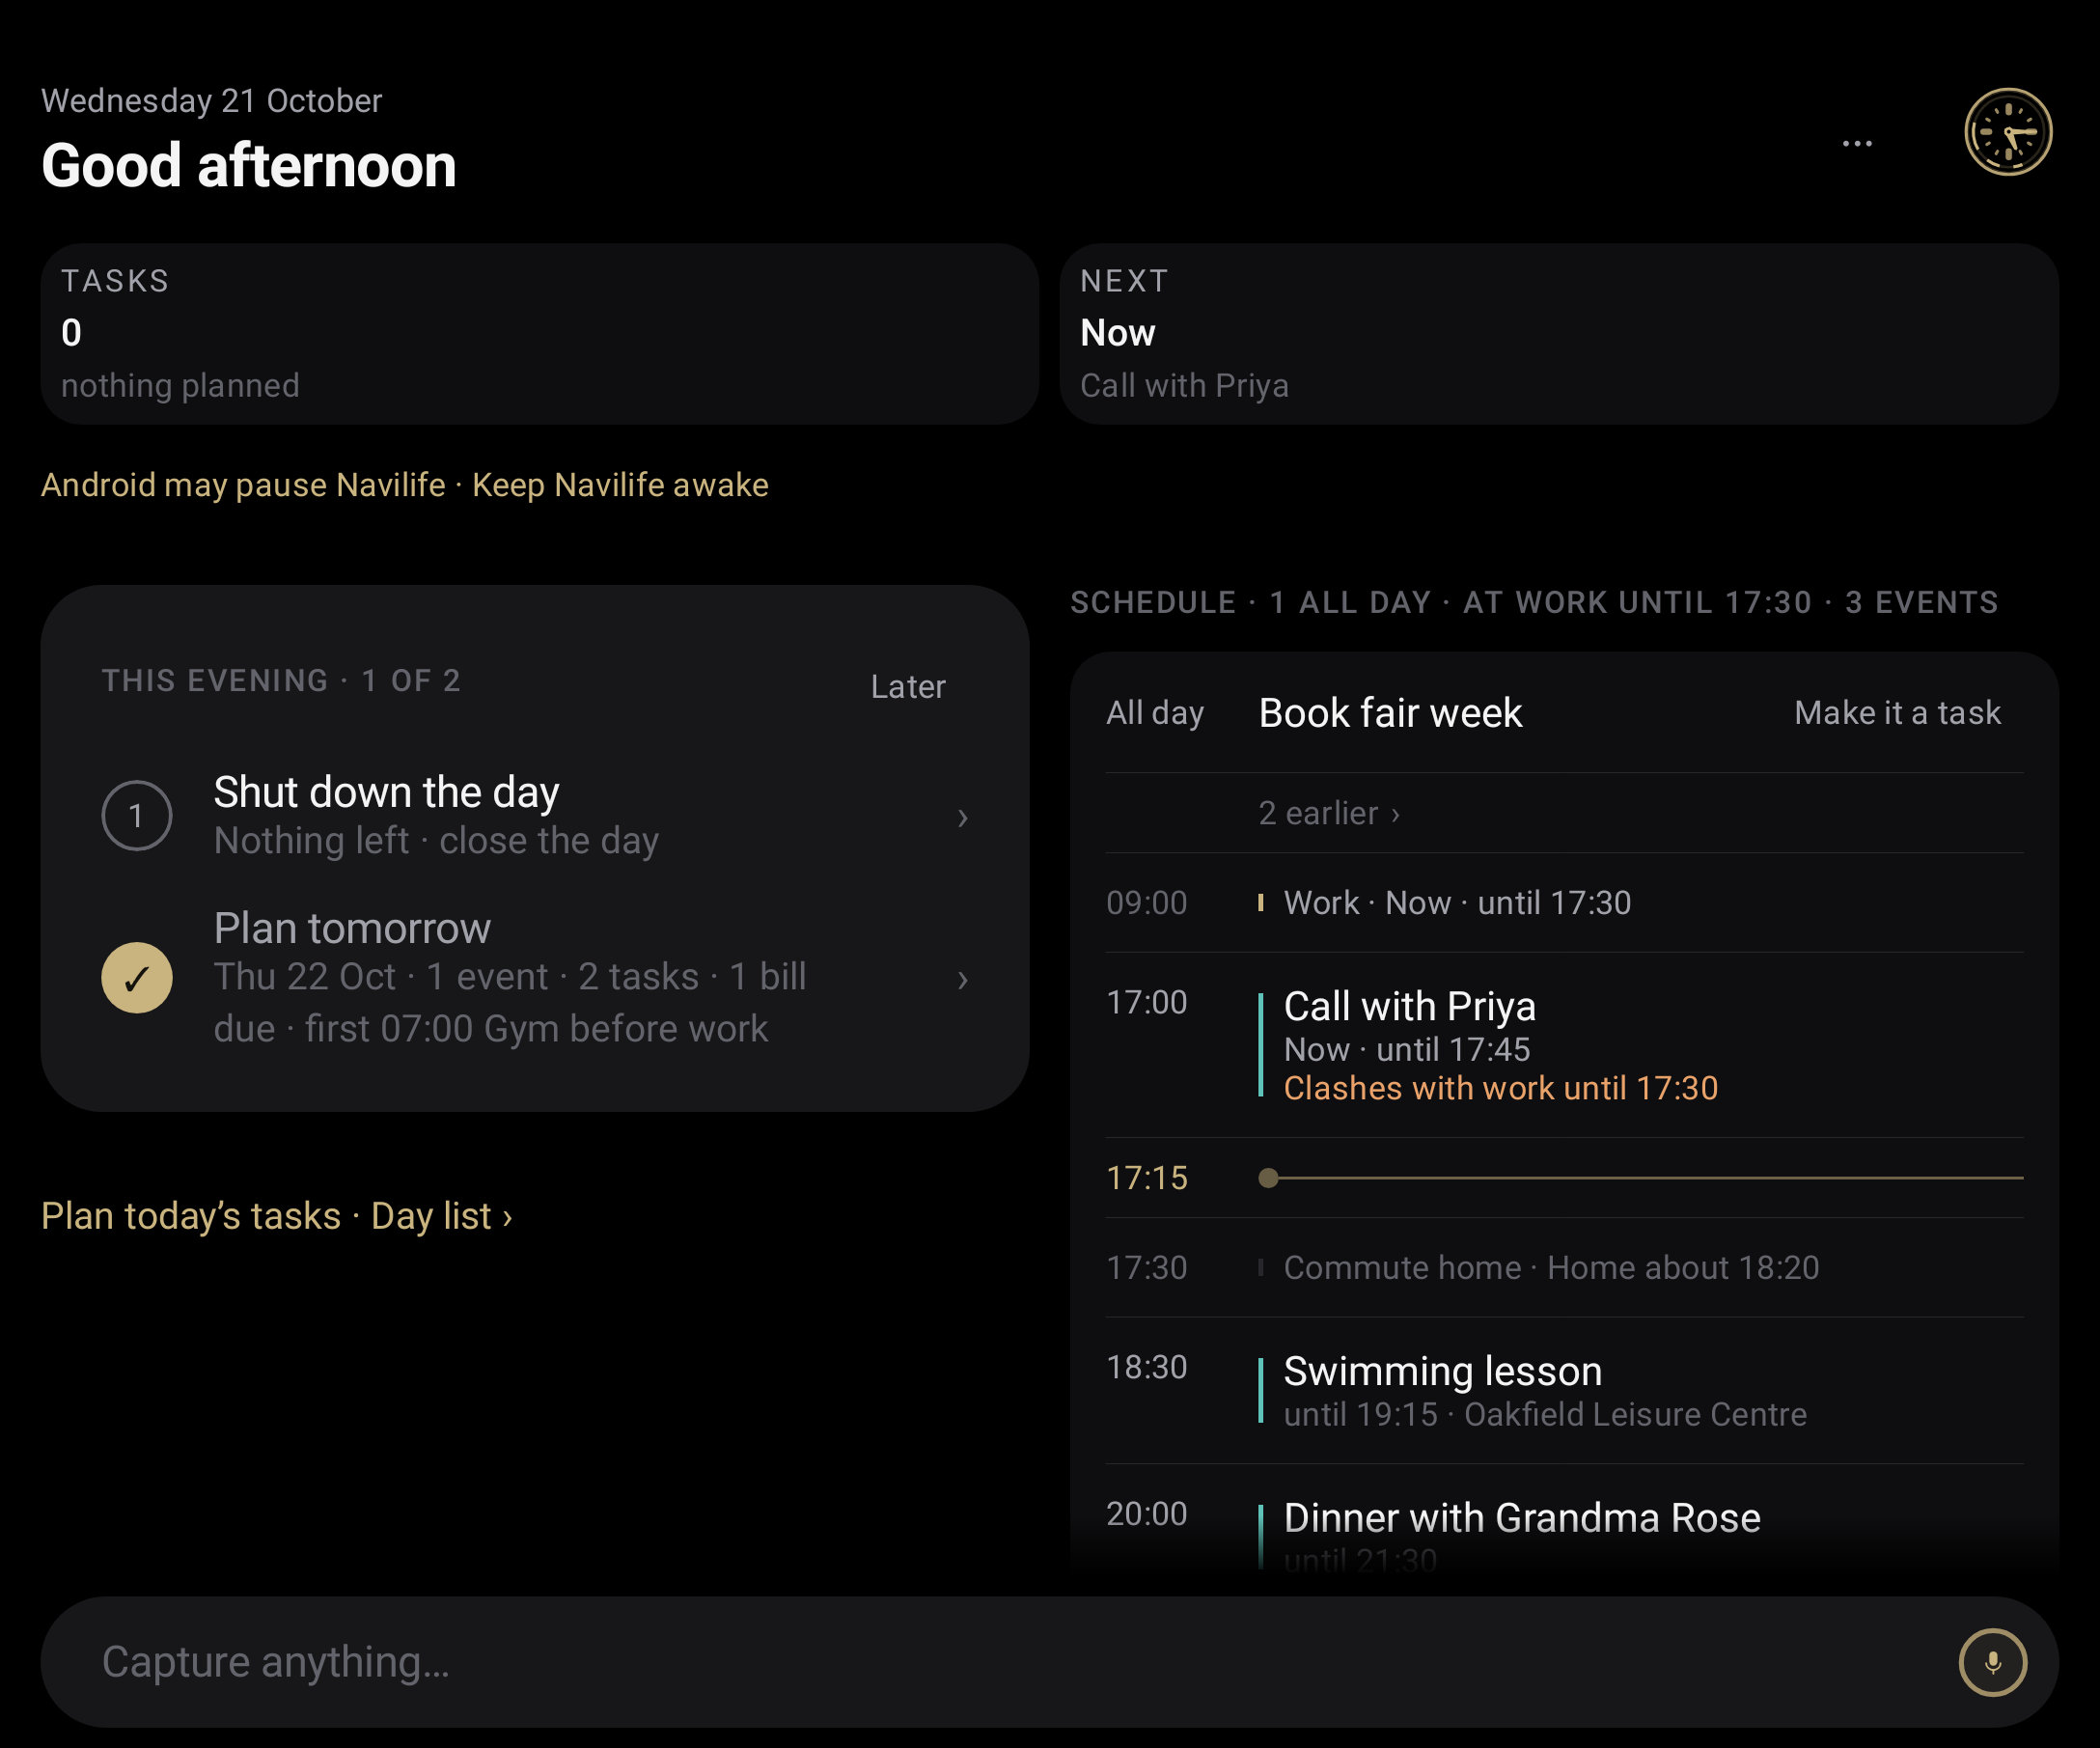 Wednesday 21 October
Good afternoon
...
TASKS
0
nothing planned
NEXT
Now
Call with Priya
Android may pause Navilife · Keep Navilife awake
THIS EVENING · 1 OF 2
Later
1
Shut down the day
Nothing left · close the day
›
✓
Plan tomorrow
Thu 22 Oct · 1 event · 2 tasks · 1 bill
due · first 07:00 Gym before work
›
Plan today’s tasks · Day list ›
SCHEDULE · 1 ALL DAY · AT WORK UNTIL 17:30 · 3 EVENTS
All day
Book fair week
Make it a task
2 earlier ›
09:00
Work · Now · until 17:30
17:00
Call with Priya
Now · until 17:45
Clashes with work until 17:30
17:15
17:30
Commute home · Home about 18:20
18:30
Swimming lesson
until 19:15 · Oakfield Leisure Centre
20:00
Dinner with Grandma Rose
until 21:30
Capture anything…